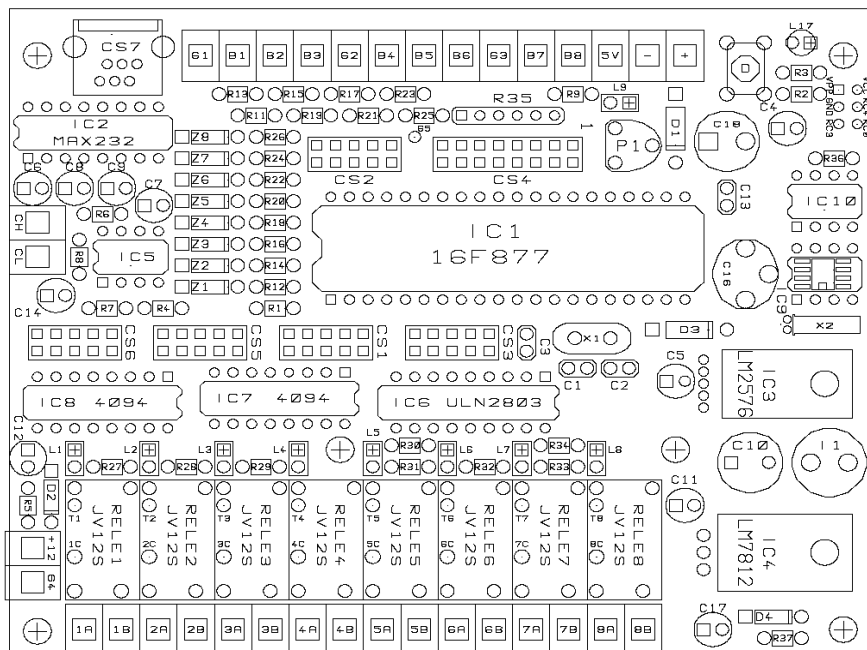 L17
CS7
G1 B1 B2 B3 G2 B4 B5 B6 G3 B7 B8 5V - +
R3
R2
R13 R15 R17 R23 L9 R9
R35
R11 R19 R21 R25
1
IC2
MAX232
Z8 R26
G5
P1
D1
C18
C4
VPP GND RC3
Z7 R24
CS2
CS4
R36
C6 C8 C9
Z6 R22
C7
Z5 R20
C13
IC10
CH
R6
Z4 R18
IC1
16F877
CL
R8
IC5
Z3 R16
Z2 R14
C16
C14
Z1 R12
R7 R4 R1
IC9
X2
CS6
CS5
CS1
CS3
C3
X1
D3
C1 C2
C5
LM2576
IC3
IC8 4094
IC7 4094
IC6 ULN2803
C12
L1 L2 L3 L4 L5 L6 L7 L8
R30 R34
R27 R28 R29 R31 R32 R33
C10
I1
R5
D2
C11
T1 T2 T3 T4 T5 T6 T7 T8
RELE1
JV12S
RELE2
JV12S
RELE3
JV12S
RELE4
JV12S
RELE5
JV12S
RELE6
JV12S
RELE7
JV12S
RELE8
JV12S
1C 2C 3C 4C 5C 6C 7C 8C
+12
G4
LM7812
IC4
C17
D4
R37
1A 1B 2A 2B 3A 3B 4A 4B 5A 5B 6A 6B 7A 7B 8A 8B